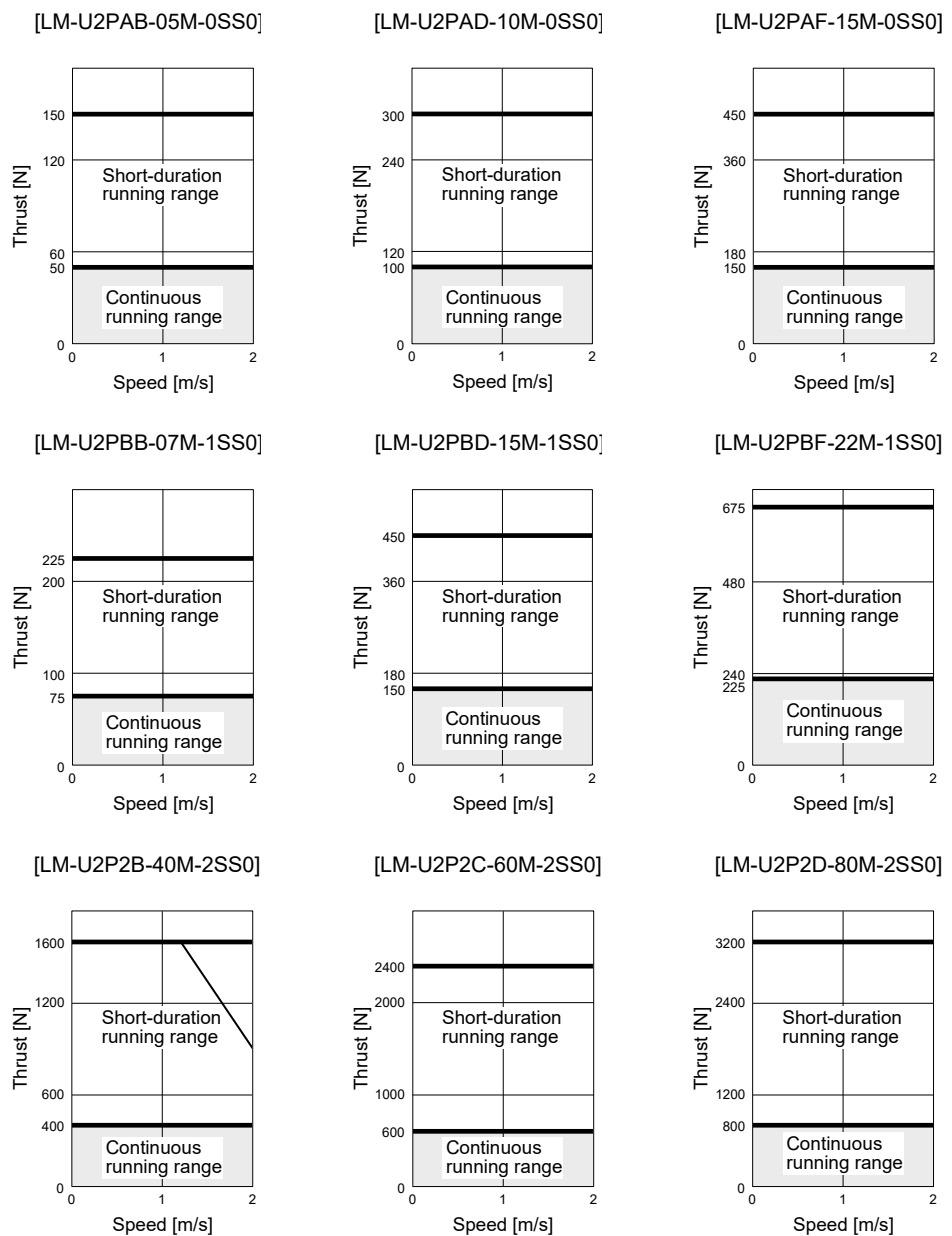 [LM-U2PAB-05M-0SS0]
150
120
60
50
0
Thrust [N]
Short-duration
running range
Continuous
running range
0 1 2
Speed [m/s]
[LM-U2PAD-10M-0SS0]
300
240
120
100
0
Thrust [N]
Short-duration
running range
Continuous
running range
0 1 2
Speed [m/s]
[LM-U2PAF-15M-0SS0]
450
360
180
150
0
Thrust [N]
Short-duration
running range
Continuous
running range
0 1 2
Speed [m/s]
[LM-U2PBB-07M-1SS0]
225
200
100
75
0
Thrust [N]
Short-duration
running range
Continuous
running range
0 1 2
Speed [m/s]
[LM-U2PBD-15M-1SS0]
450
360
180
150
0
Thrust [N]
Short-duration
running range
Continuous
running range
0 1 2
Speed [m/s]
[LM-U2PBF-22M-1SS0]
675
480
240
225
0
Thrust [N]
Short-duration
running range
Continuous
running range
0 1 2
Speed [m/s]
[LM-U2P2B-40M-2SS0]
1600
1200
600
400
0
Thrust [N]
Short-duration
running range
Continuous
running range
0 1 2
Speed [m/s]
[LM-U2P2C-60M-2SS0]
2400
2000
1000
600
0
Thrust [N]
Short-duration
running range
Continuous
running range
0 1 2
Speed [m/s]
[LM-U2P2D-80M-2SS0]
3200
2400
1200
800
0
Thrust [N]
Short-duration
running range
Continuous
running range
0 1 2
Speed [m/s]